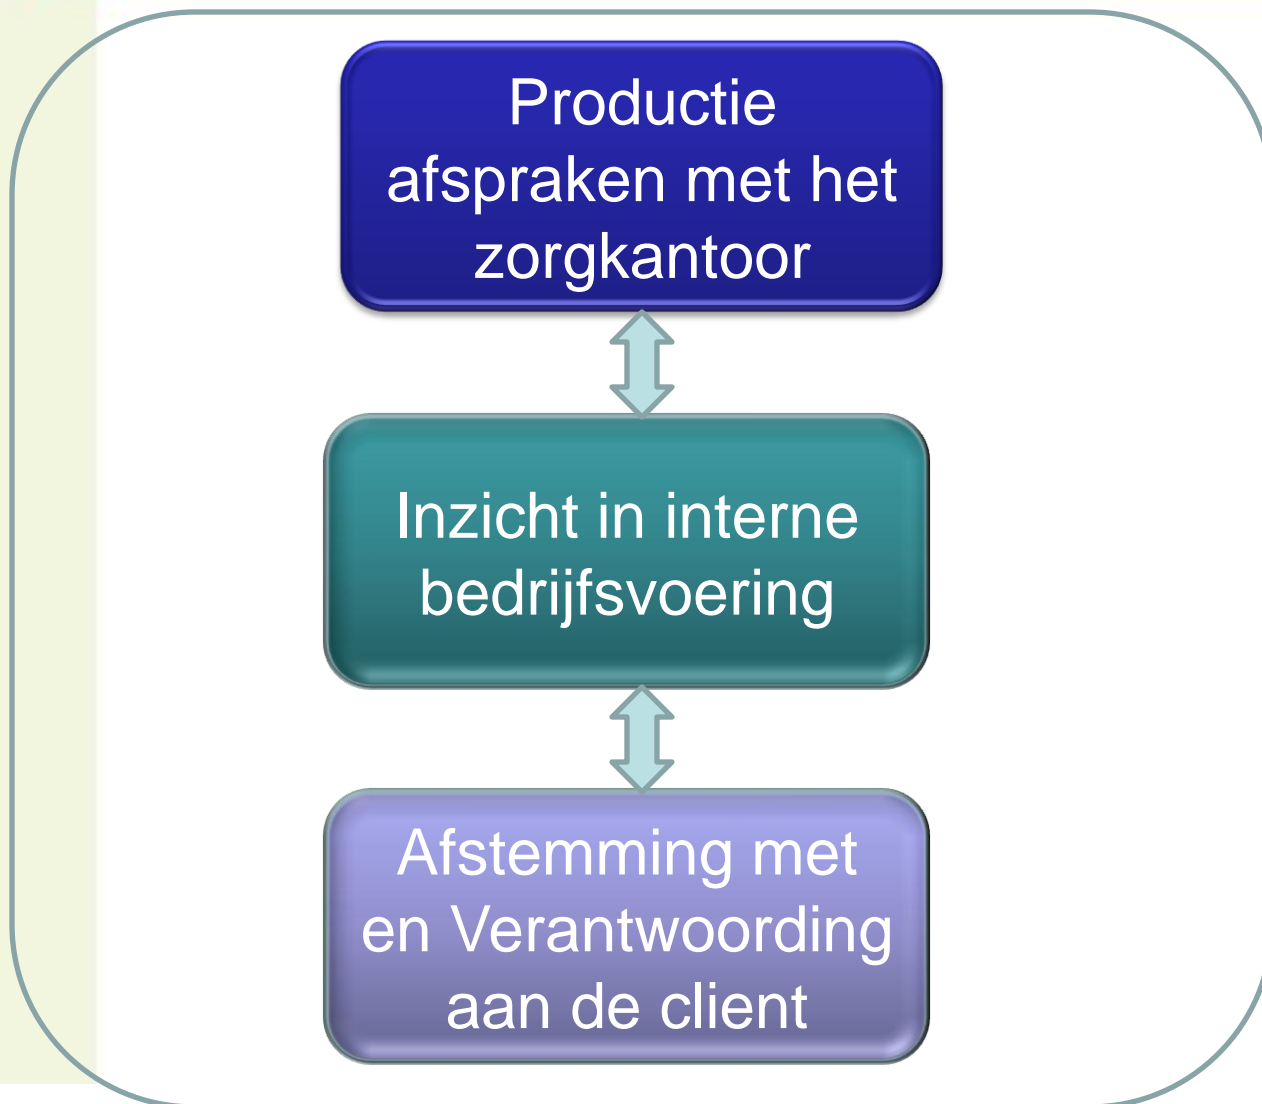 Productie
afspraken met het
zorgkantoor
Inzicht in interne
bedrijfsvoering
Afstemming met
en Verantwoording
aan de client